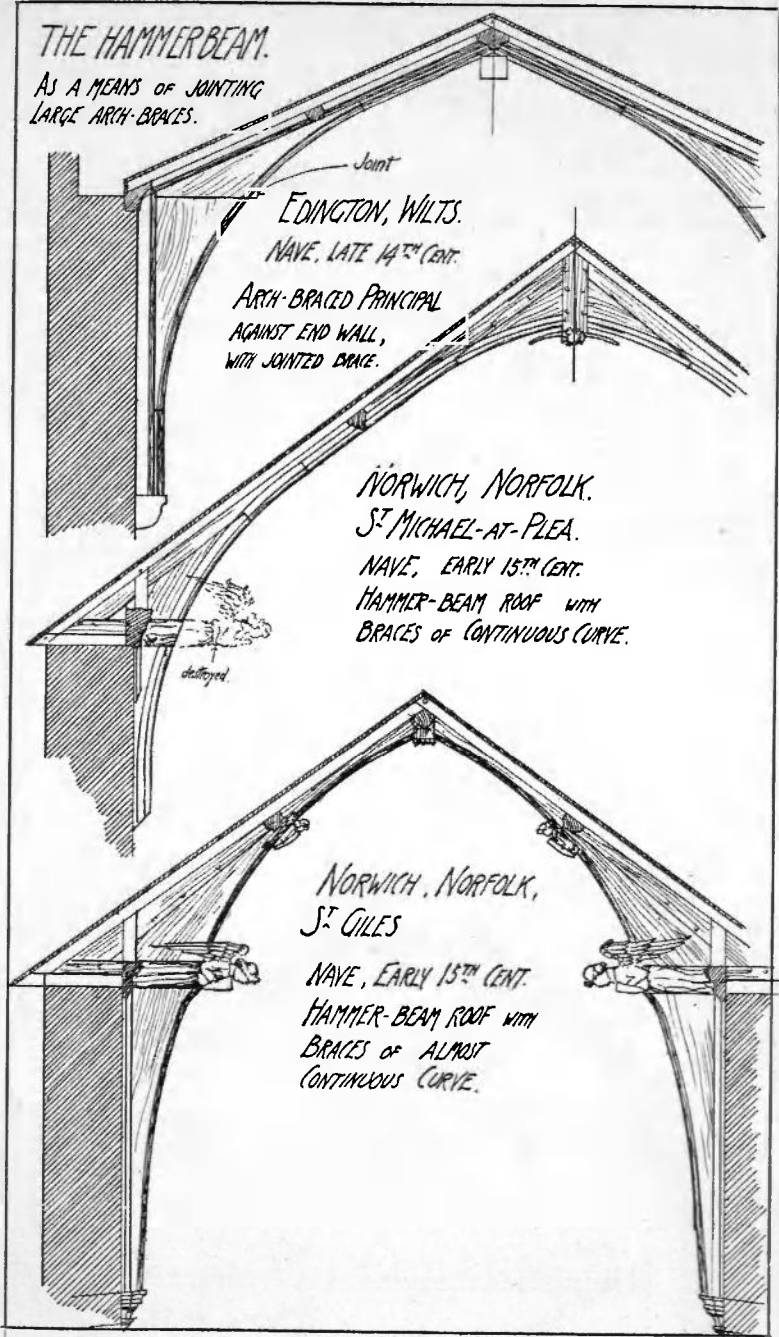 THE HAMMERBEAM.
AS A MEANS OF JOINTING
LARGE ARCH-BRACES.
Joint
EDINGTON, WILTS.
NAVE, LATE 14TH CENT.
ARCH-BRACED PRINCIPAL
AGAINST END WALL,
WITH JOINTED BRACE.
NORWICH, NORFOLK.
ST MICHAEL-AT-PLEA.
NAVE, EARLY 15TH CENT.
HAMMER-BEAM ROOF WITH
BRACES OF CONTINUOUS CURVE.
destroyed.
NORWICH, NORFOLK,
ST GILES
NAVE, EARLY 15TH CENT.
HAMMER-BEAM ROOF WITH
BRACES OF ALMOST
CONTINUOUS CURVE.